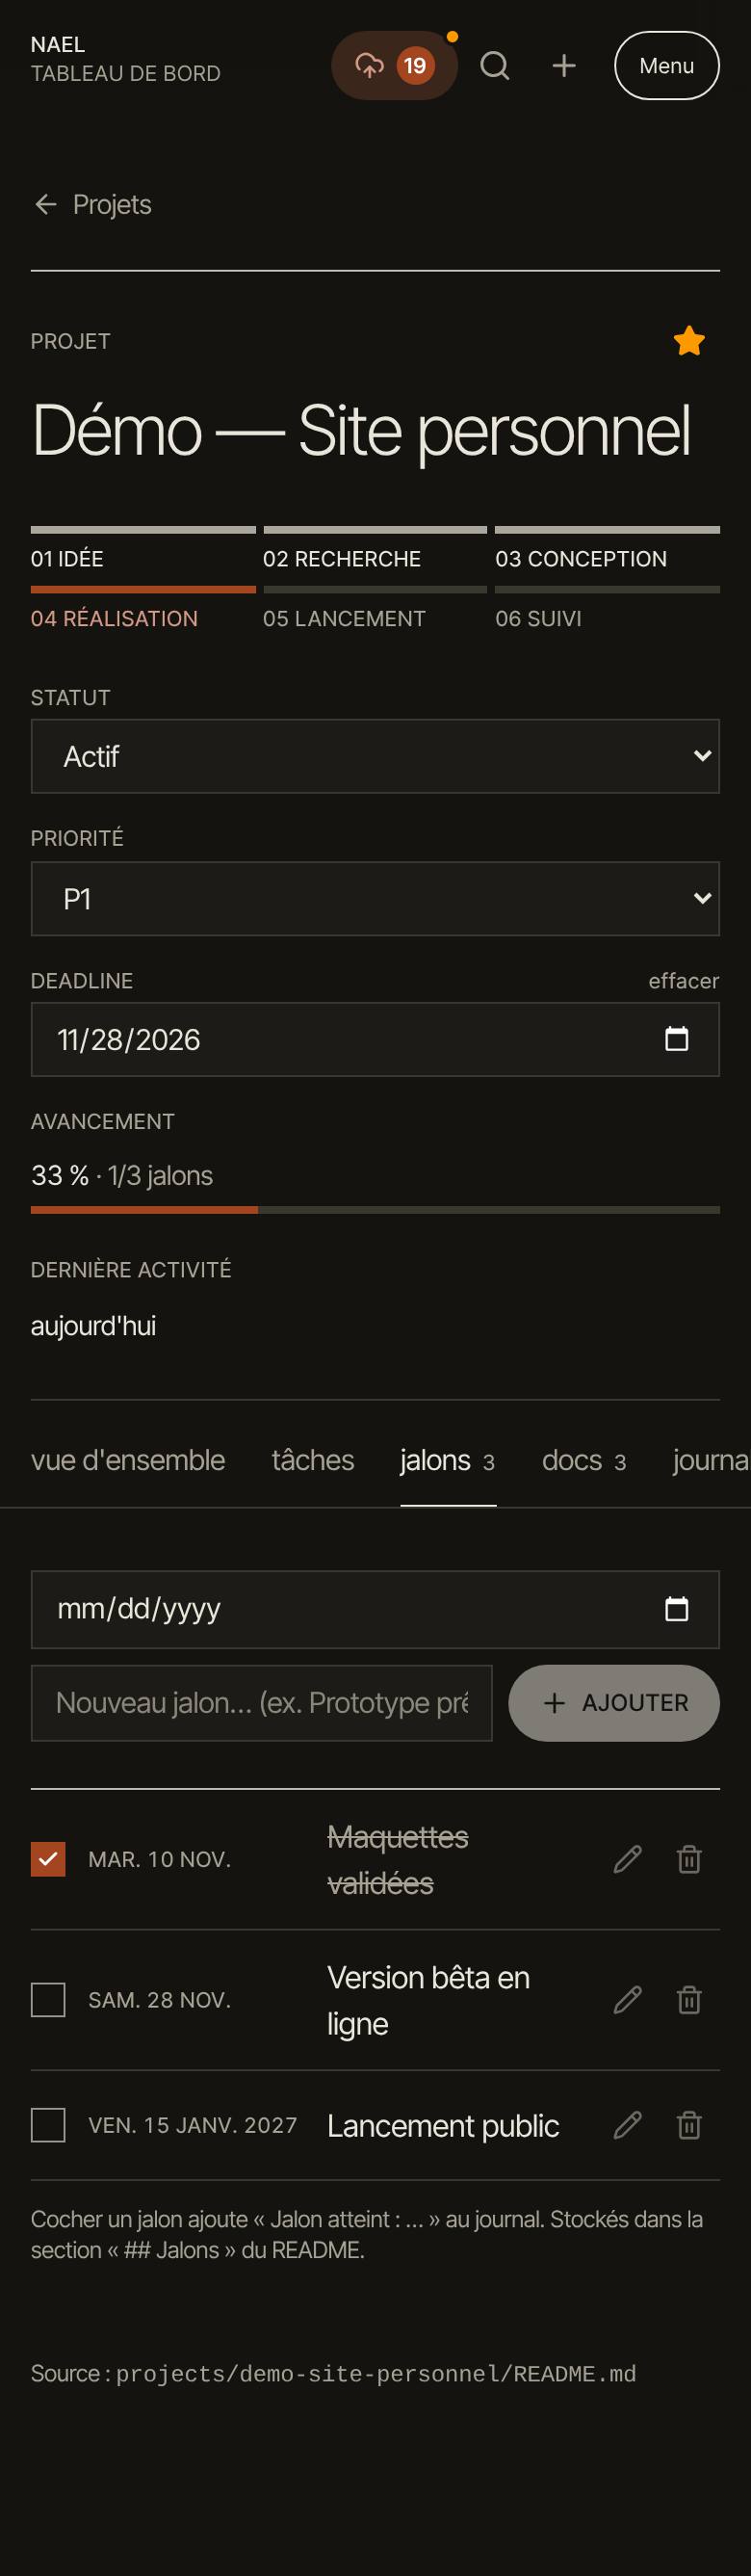 NAEL
TABLEAU DE BORD
19
Menu
Projets
PROJET
Démo — Site personnel
01 IDÉE
02 RECHERCHE
03 CONCEPTION
04 RÉALISATION
05 LANCEMENT
06 SUIVI
STATUT
Actif
PRIORITÉ
P1
DEADLINE
effacer
11/28/2026
AVANCEMENT
33 % · 1/3 jalons
DERNIÈRE ACTIVITÉ
aujourd'hui
vue d'ensemble
tâches
jalons 3
docs 3
journa
mm/dd/yyyy
Nouveau jalon... (ex. Prototype pré
AJOUTER
MAR. 10 NOV.
Maquettes
validées
SAM. 28 NOV.
Version bêta en
ligne
VEN. 15 JANV. 2027
Lancement public
Cocher un jalon ajoute « Jalon atteint : … » au journal. Stockés dans la
section « ## Jalons » du README.
Source : projects/demo-site-personnel/README.md